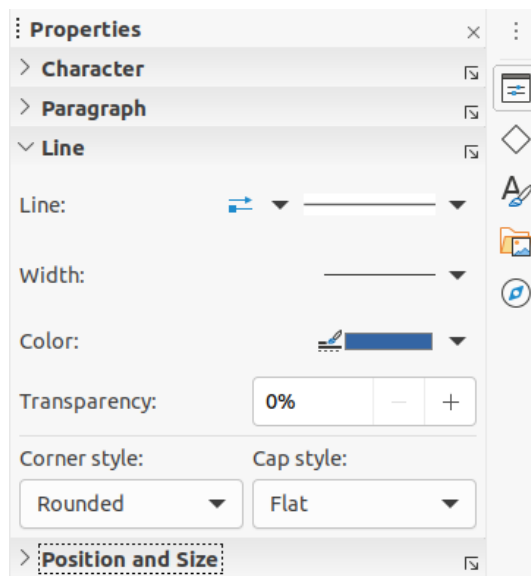 Properties
Character
Paragraph
Line
Line:
Width:
Color:
Transparency: 0%
Corner style: Cap style:
Rounded Flat
Position and Size